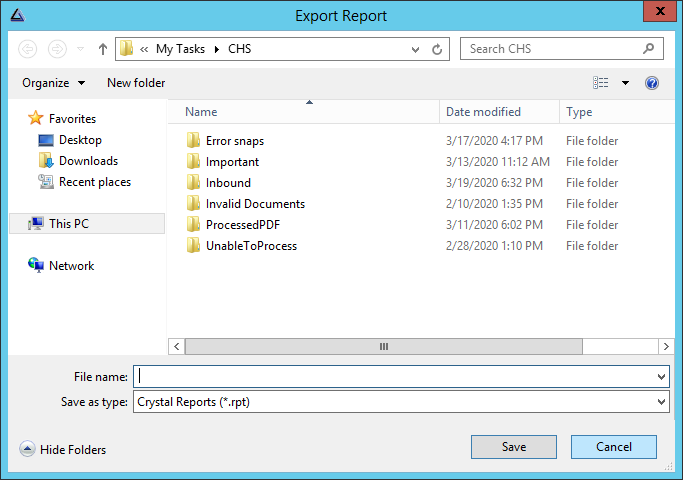 Export Report
« My Tasks CHS
Search CHS
Organize New folder
Name Date modified Type
Favorites
Desktop
Downloads
Recent places
This PC
Network
Error snaps 3/17/2020 4:17 PM File folder
Important 3/13/2020 11:12 AM File folder
Inbound 3/19/2020 6:32 PM File folder
Invalid Documents 2/10/2020 1:35 PM File folder
ProcessedPDF 3/11/2020 6:02 PM File folder
UnableToProcess 2/28/2020 1:10 PM File folder
File name:
Save as type: Crystal Reports (*.rpt)
Hide Folders
Save Cancel